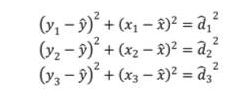 (y₁ − ŷ)² + (x₁ − x̂)² = d̂₁²
(y₂ − ŷ)² + (x₂ − x̂)² = d̂₂²
(y₃ − ŷ)² + (x₃ − x̂)² = d̂₃²